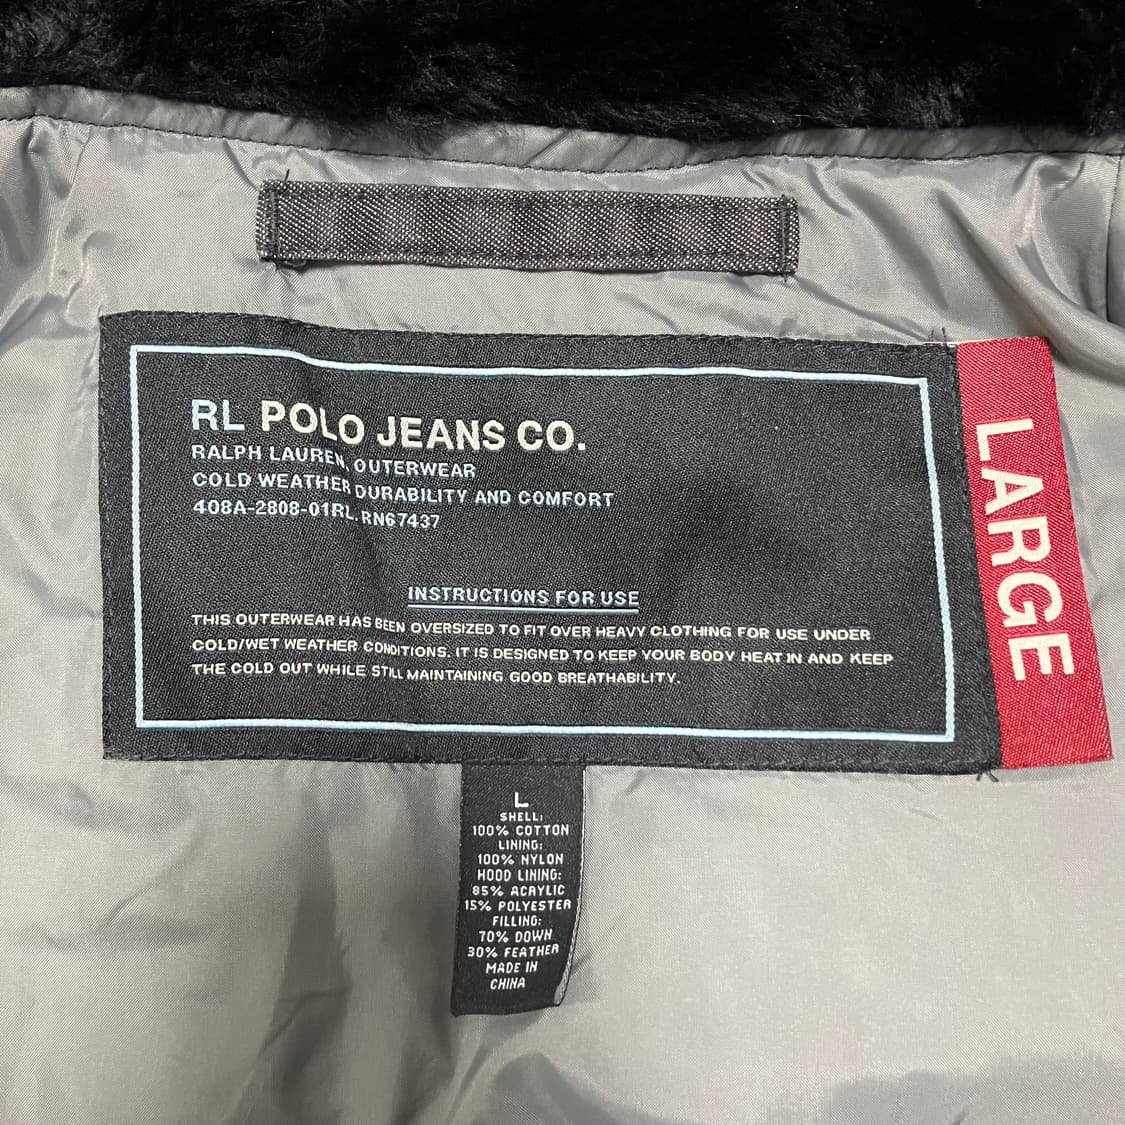 RL POLO JEANS CO.
RALPH LAUREN, OUTERWEAR
COLD WEATHER DURABILITY AND COMFORT
408A-2808-01RL.RN67437
INSTRUCTIONS FOR USE
THIS OUTERWEAR HAS BEEN OVERSIZED TO FIT OVER HEAVY CLOTHING FOR USE UNDER
COLD/WET WEATHER CONDITIONS. IT IS DESIGNED TO KEEP YOUR BODY HEAT IN AND KEEP
THE COLD OUT WHILE STILL MAINTAINING GOOD BREATHABILITY.
LARGE
L
SHELL:
100% COTTON
LINING:
100% NYLON
HOOD LINING:
85% ACRYLIC
15% POLYESTER
FILLING:
70% DOWN
30% FEATHER
MADE IN
CHINA